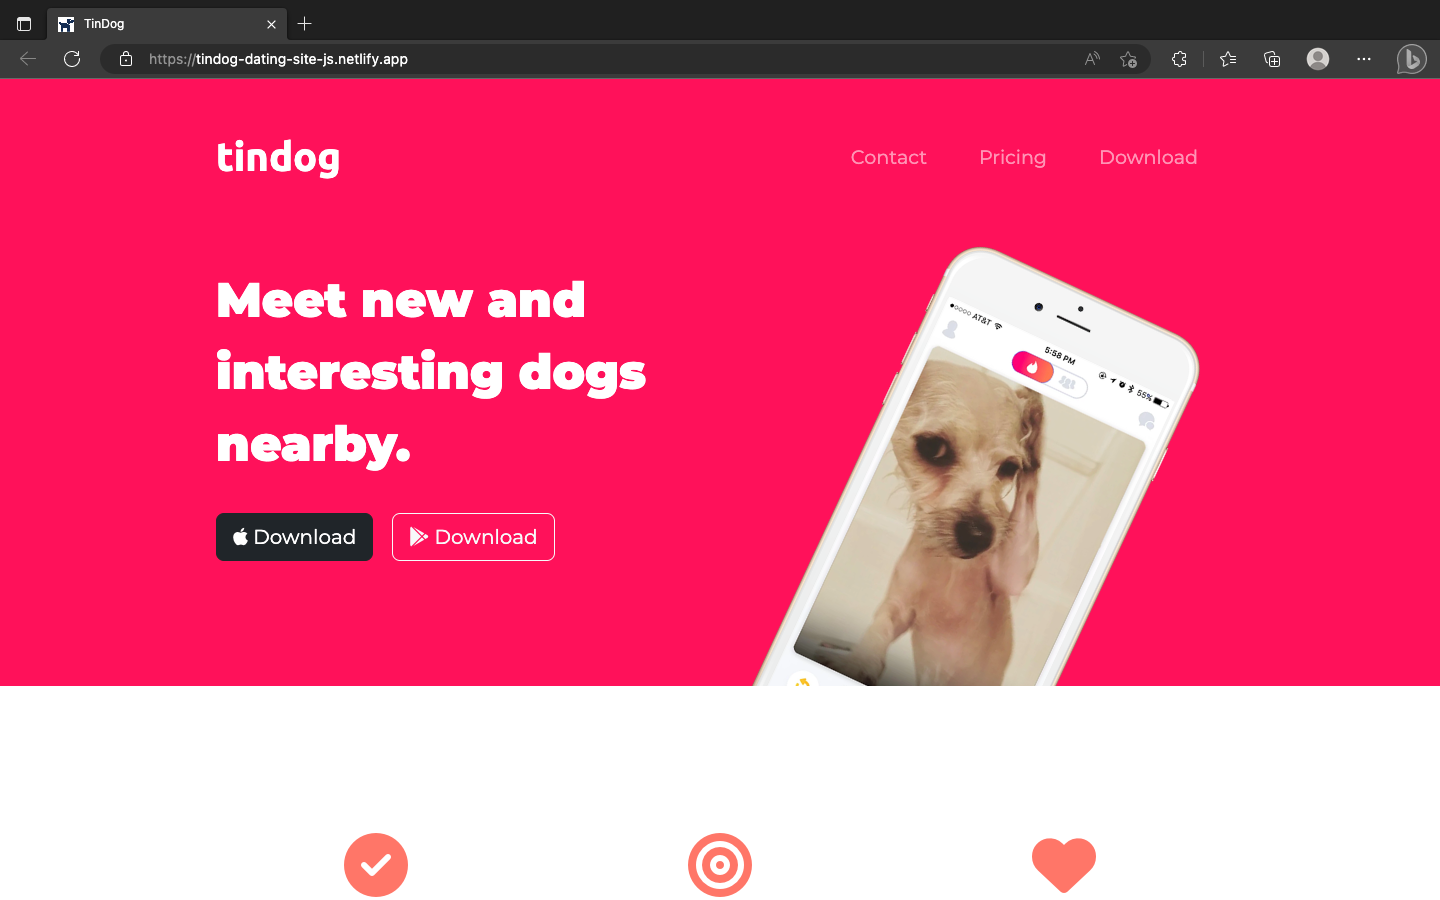 TinDog
https://tindog-dating-site-js.netlify.app
tindog
Contact
Pricing
Download
Meet new and
interesting dogs
nearby.
Download
Download
AT&T
5:58 PM
55%